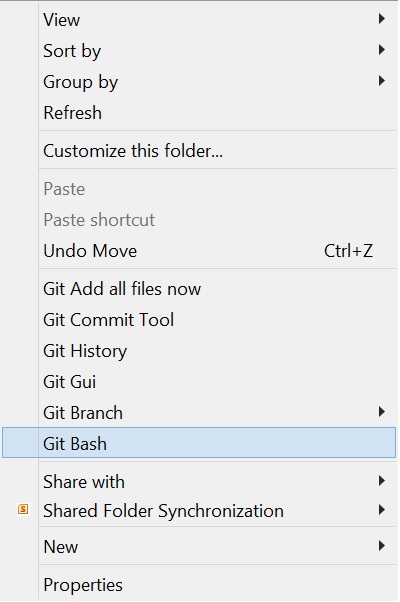 View
Sort by
Group by
Refresh
Customize this folder...
Paste
Paste shortcut
Undo Move Ctrl+Z
Git Add all files now
Git Commit Tool
Git History
Git Gui
Git Branch
Git Bash
Share with
S Shared Folder Synchronization
New
Properties